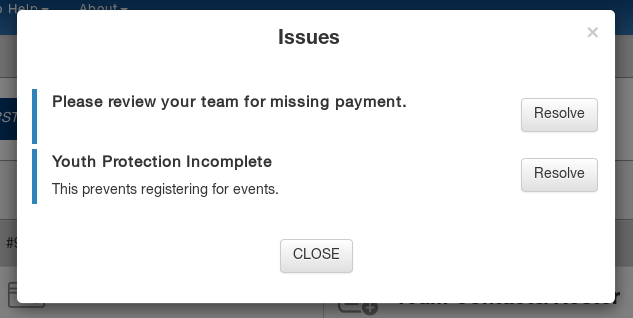 Help
About
Issues
×
Please review your team for missing payment.
Resolve
Youth Protection Incomplete
This prevents registering for events.
Resolve
CLOSE